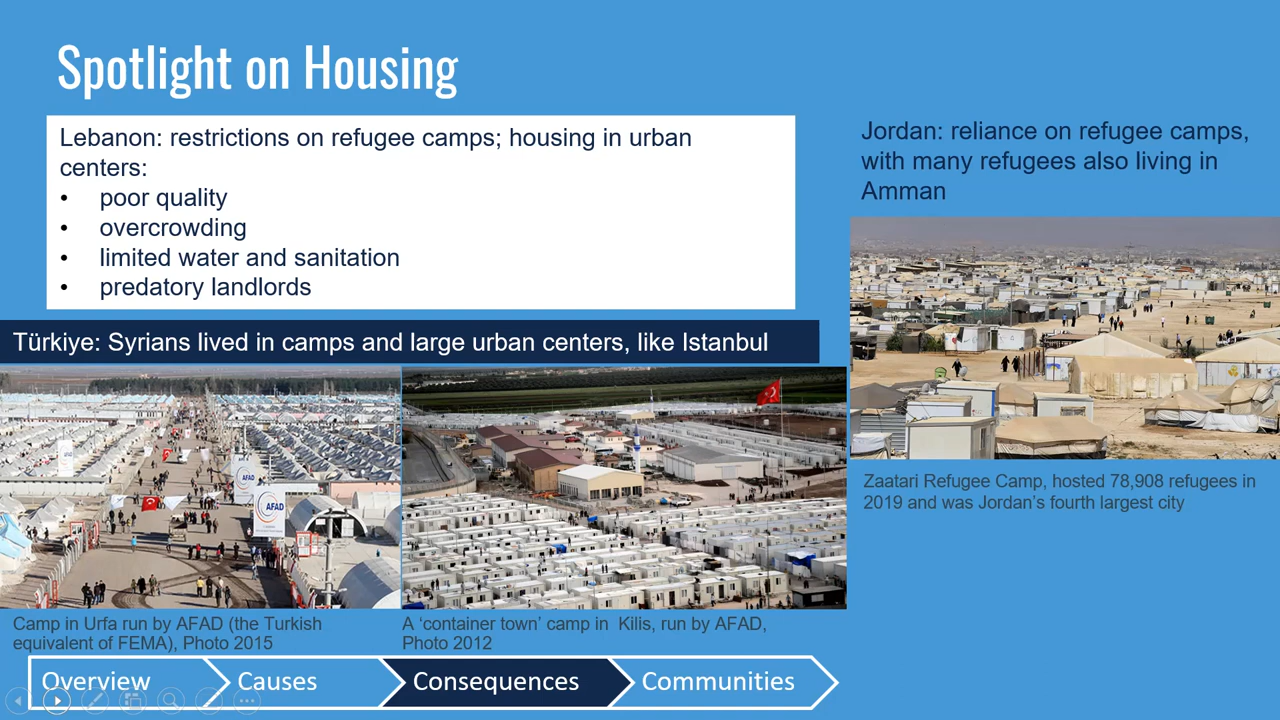 Spotlight on Housing
Lebanon: restrictions on refugee camps; housing in urban
centers:
• poor quality
• overcrowding
• limited water and sanitation
• predatory landlords
Jordan: reliance on refugee camps,
with many refugees also living in
Amman
Türkiye: Syrians lived in camps and large urban centers, like Istanbul
AFAD
AFAD
Zaatari Refugee Camp, hosted 78,908 refugees in
2019 and was Jordan’s fourth largest city
Camp in Urfa run by AFAD (the Turkish
equivalent of FEMA), Photo 2015
A ‘container town’ camp in Kilis, run by AFAD,
Photo 2012
Overview
Causes
Consequences
Communities